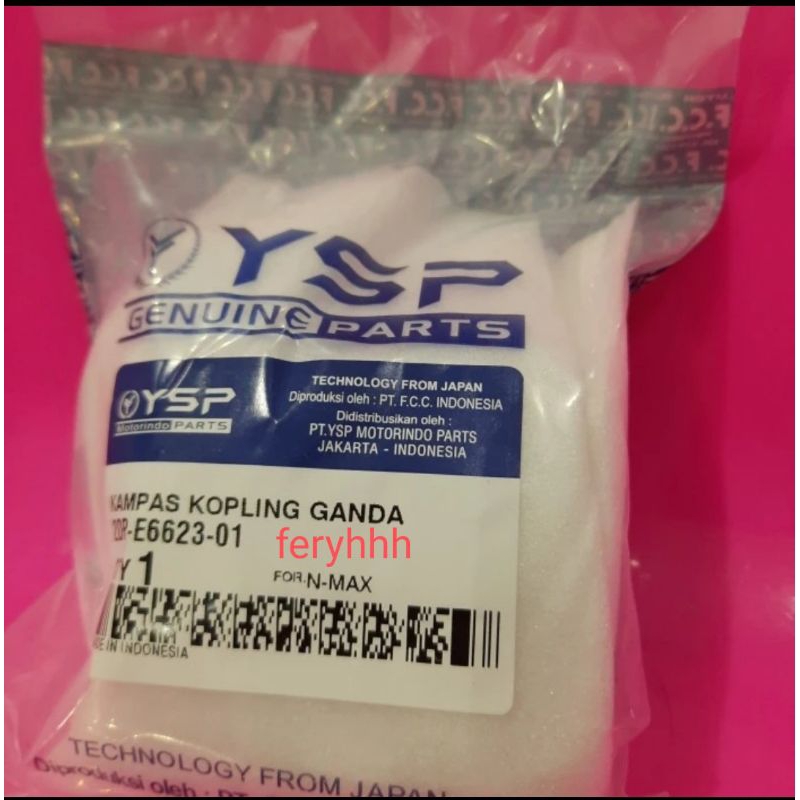 F.C.C. F.C.C. F.C.C.
YSP
GENUINE PARTS
YSP
Motorindo PARTS
TECHNOLOGY FROM JAPAN
Diproduksi oleh : PT. F.C.C. INDONESIA
Didistribusikan oleh :
PT.YSP MOTORINDO PARTS
JAKARTA - INDONESIA
KAMPAS KOPLING GANDA
-E6623-01
feryhhh
1
FOR.N-MAX
IN INDONESIA
TECHNOLOGY FROM JAPAN
Diproduksi oleh : PT.